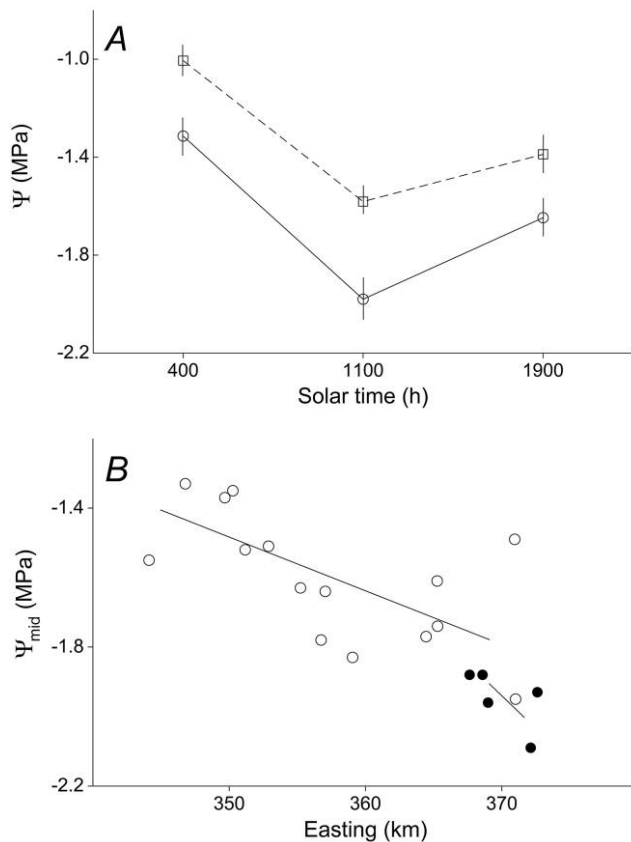 A
-1.0
-1.4
-1.8
-2.2
Ψ (MPa)
400 1100 1900
Solar time (h)
B
-1.4
-1.8
-2.2
Ψmid (MPa)
350 360 370
Easting (km)